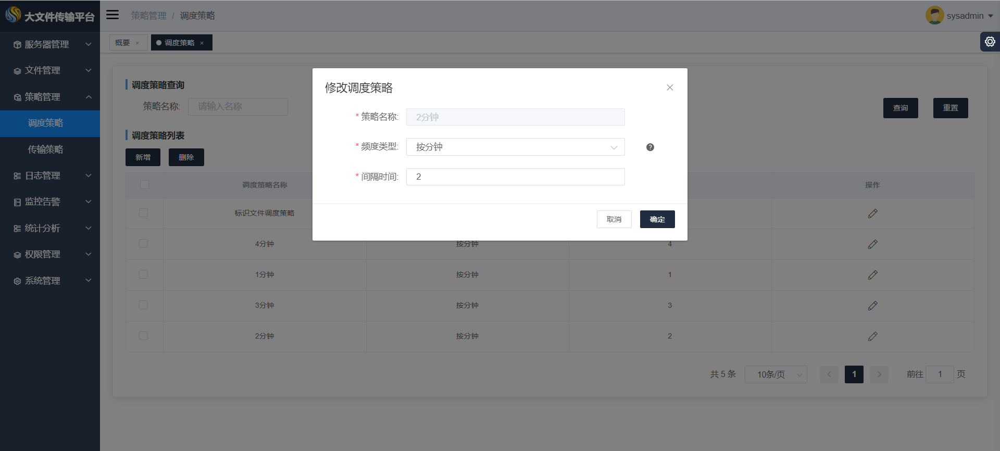 大文件传输平台
策略管理 / 调度策略
sysadmin
概要 ×
调度策略 ×
服务器管理
文件管理
策略管理
调度策略
传输策略
日志管理
监控告警
统计分析
权限管理
系统管理
调度策略查询
策略名称: 请输入名称
查询 重置
调度策略列表
新增 删除
调度策略名称 操作
标识文件调度策略
4分钟 按分钟 4
1分钟 按分钟 1
3分钟 按分钟 3
2分钟 按分钟 2
共 5 条 10条/页 1 前往 1 页
修改调度策略
* 策略名称: 2分钟
* 频度类型: 按分钟
* 间隔时间: 2
取消 确定